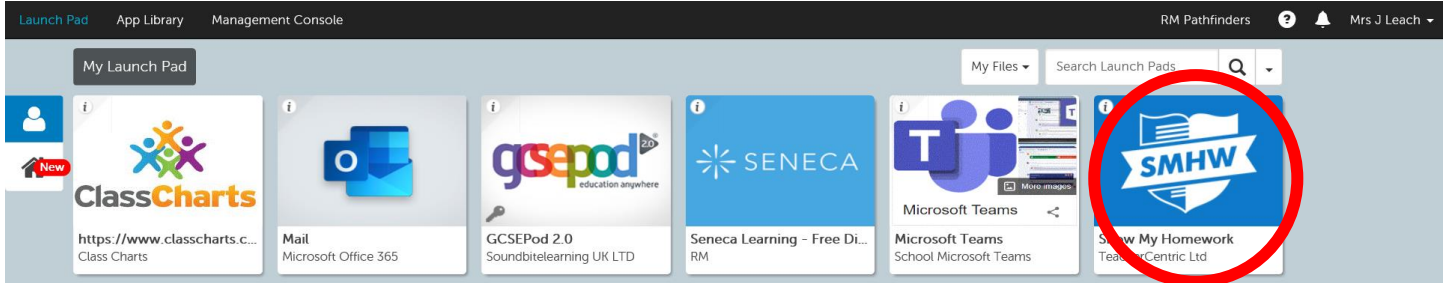 Launch Pad App Library Management Console RM Pathfinders ? Mrs J Leach
My Launch Pad My Files Search Launch Pads
New
i
ClassCharts
https://www.classcharts.c...
Class Charts
i
O
Mail
Microsoft Office 365
i
gcsepod 2.0
education anywhere
GCSEPod 2.0
Soundbitelearning UK LTD
i
SENECA
Seneca Learning - Free Di...
RM
i
T
More images
Microsoft Teams
Microsoft Teams
School Microsoft Teams
i
SMHW
Show My Homework
TeacherCentric Ltd